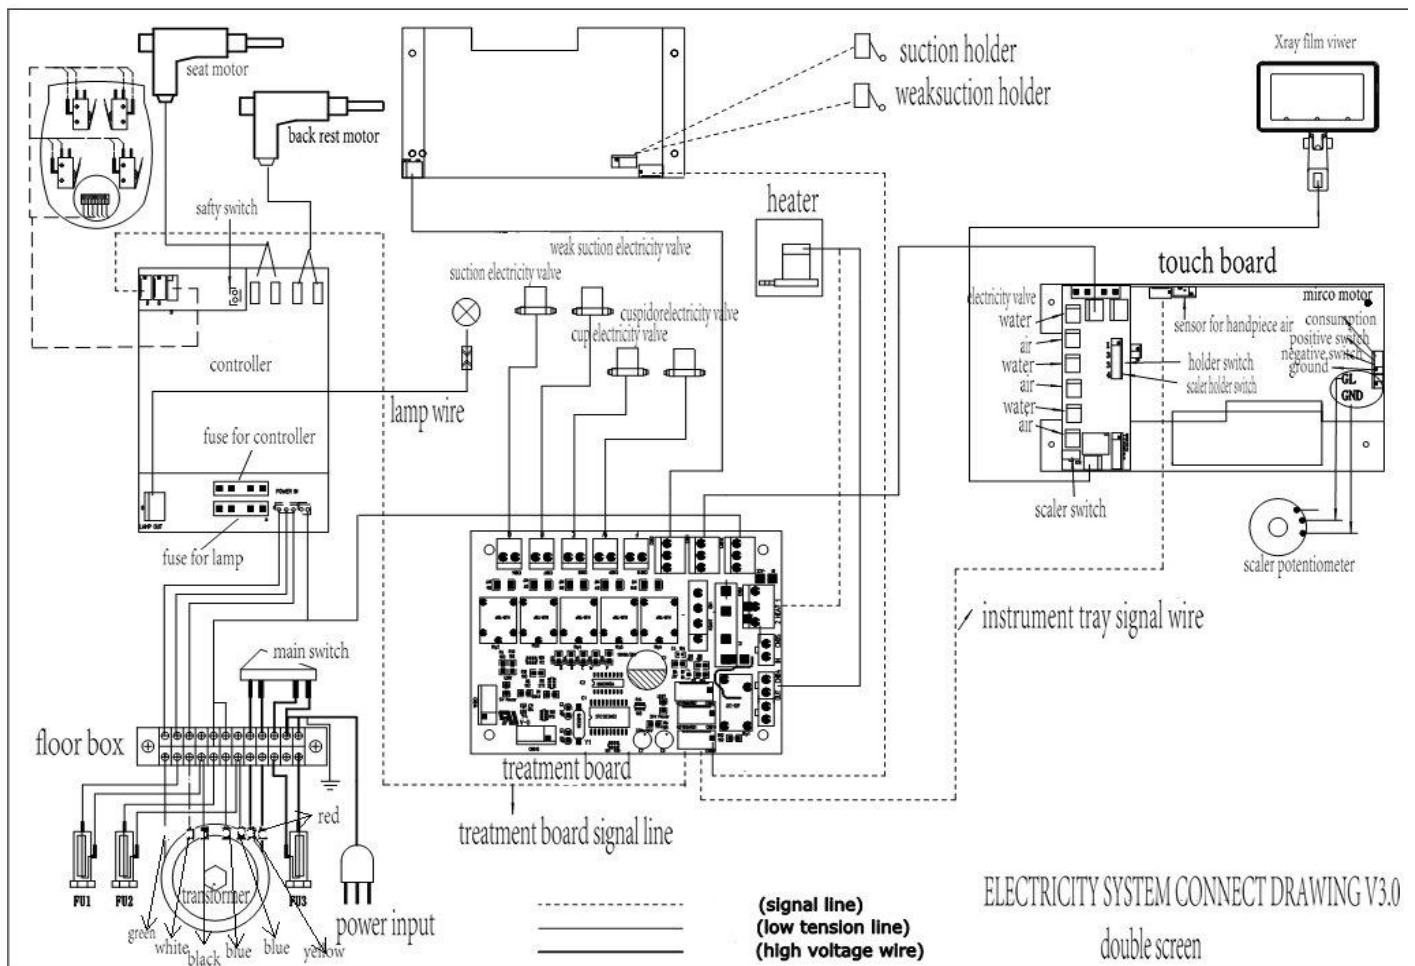 suction holder
weaksuction holder
Xray film viwer
seat motor
back rest motor
safty switch
heater
weak suction electricity valve
suction electricity valve
cuspidorelectricity valve
cup electricity valve
touch board
electricity valve
water
air
water
air
water
air
sensor for handpiece air
holder switch
scaler holder switch
mirco motor
consumption
positive switch
negative switch
ground
GL
GND
controller
lamp wire
fuse for controller
POWER IN
LAMP OUT
fuse for lamp
scaler switch
scaler potentiometer
instrument tray signal wire
main switch
floor box
treatment board
treatment board signal line
red
FU1
FU2
FU3
transformer
green
white
black
blue
blue
yellow
power input
(signal line)
(low tension line)
(high voltage wire)
ELECTRICITY SYSTEM CONNECT DRAWING V3.0
double screen